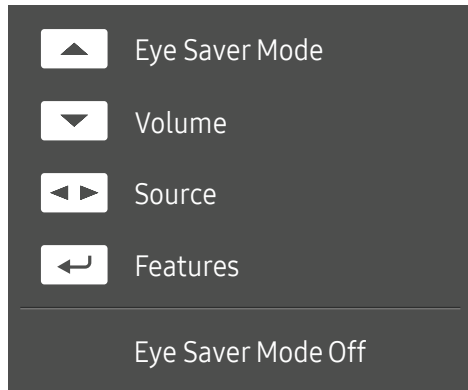 Eye Saver Mode
Volume
Source
Features
Eye Saver Mode Off